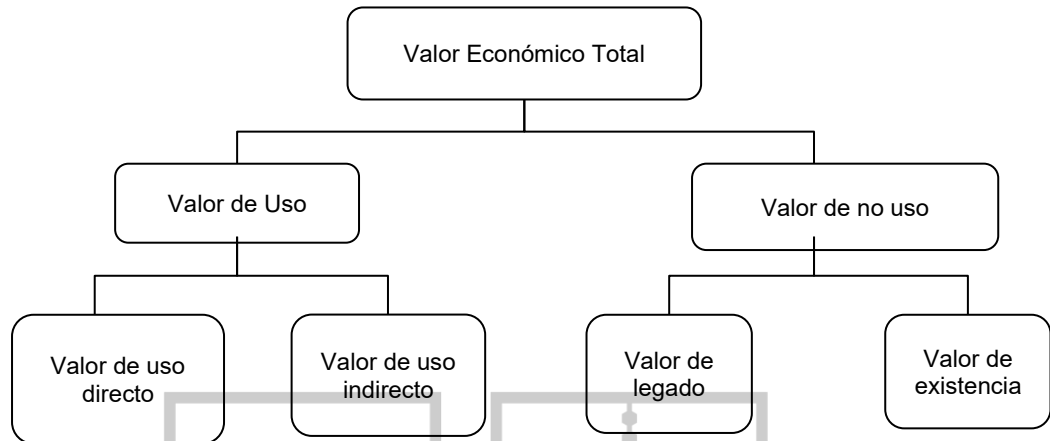 Valor Económico Total
Valor de Uso
Valor de no uso
Valor de uso
directo
Valor de uso
indirecto
Valor de
legado
Valor de
existencia